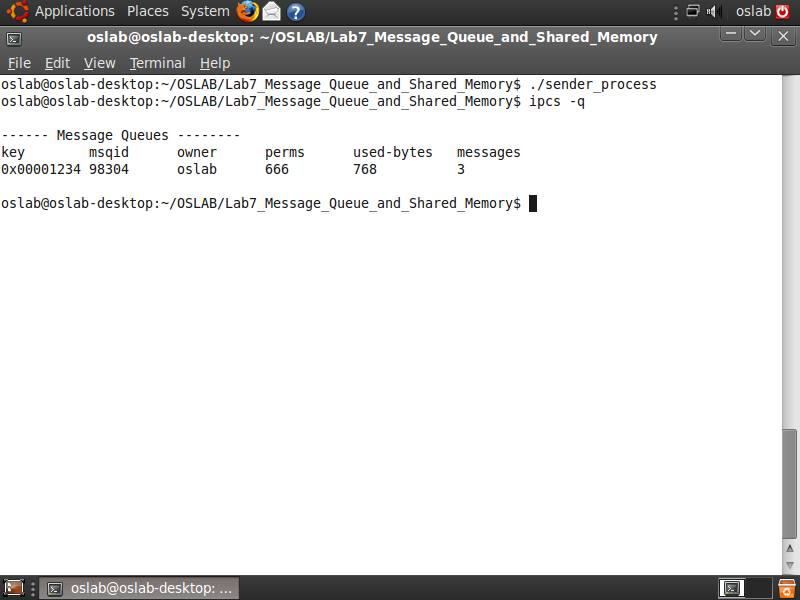 Applications Places System oslab
oslab@oslab-desktop: ~/OSLAB/Lab7_Message_Queue_and_Shared_Memory
File Edit View Terminal Help
oslab@oslab-desktop:~/OSLAB/Lab7_Message_Queue_and_Shared_Memory$ ./sender_process
oslab@oslab-desktop:~/OSLAB/Lab7_Message_Queue_and_Shared_Memory$ ipcs -q
------ Message Queues --------
key        msqid      owner      perms      used-bytes   messages
0x00001234 98304      oslab      666        768          3
oslab@oslab-desktop:~/OSLAB/Lab7_Message_Queue_and_Shared_Memory$
oslab@oslab-desktop: ...